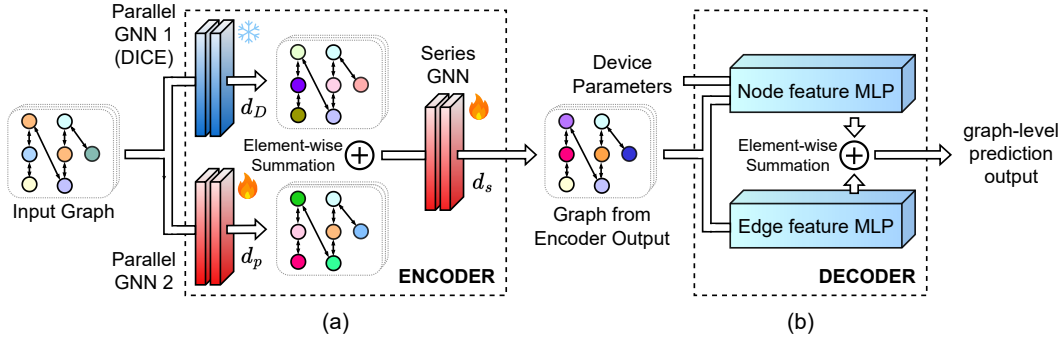 Parallel
GNN 1
(DICE)
d_D
Series
GNN
Input Graph
Element-wise
Summation
d_s
Parallel
GNN 2
d_p
ENCODER
(a)
Graph from
Encoder Output
Device
Parameters
Node feature MLP
Element-wise
Summation
Edge feature MLP
DECODER
graph-level
prediction
output
(b)